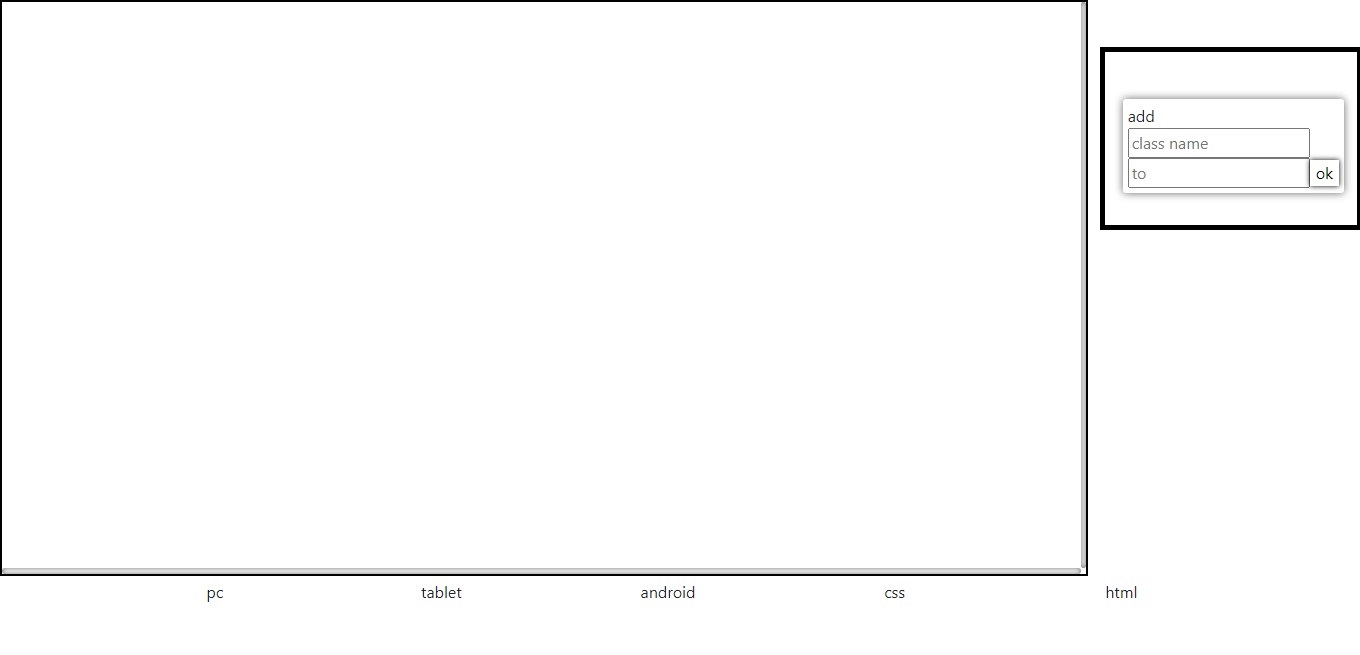 add
class name
to
ok
pc tablet android css html